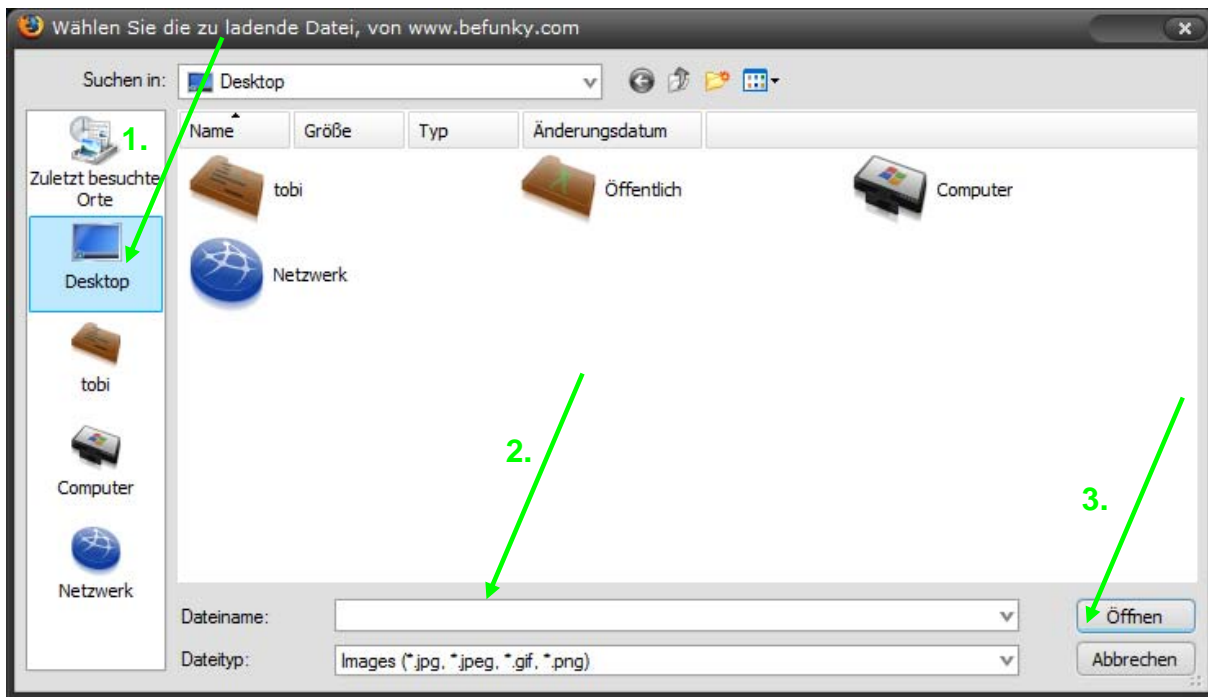 Wählen Sie die zu ladende Datei, von www.befunky.com
Suchen in: Desktop
Name Größe Typ Änderungsdatum
1.
Zuletzt besuchte
Orte
Desktop
tobi
Computer
Netzwerk
tobi
Öffentlich
Computer
Netzwerk
2.
3.
Dateiname:
Öffnen
Dateityp: Images (*.jpg, *.jpeg, *.gif, *.png)
Abbrechen